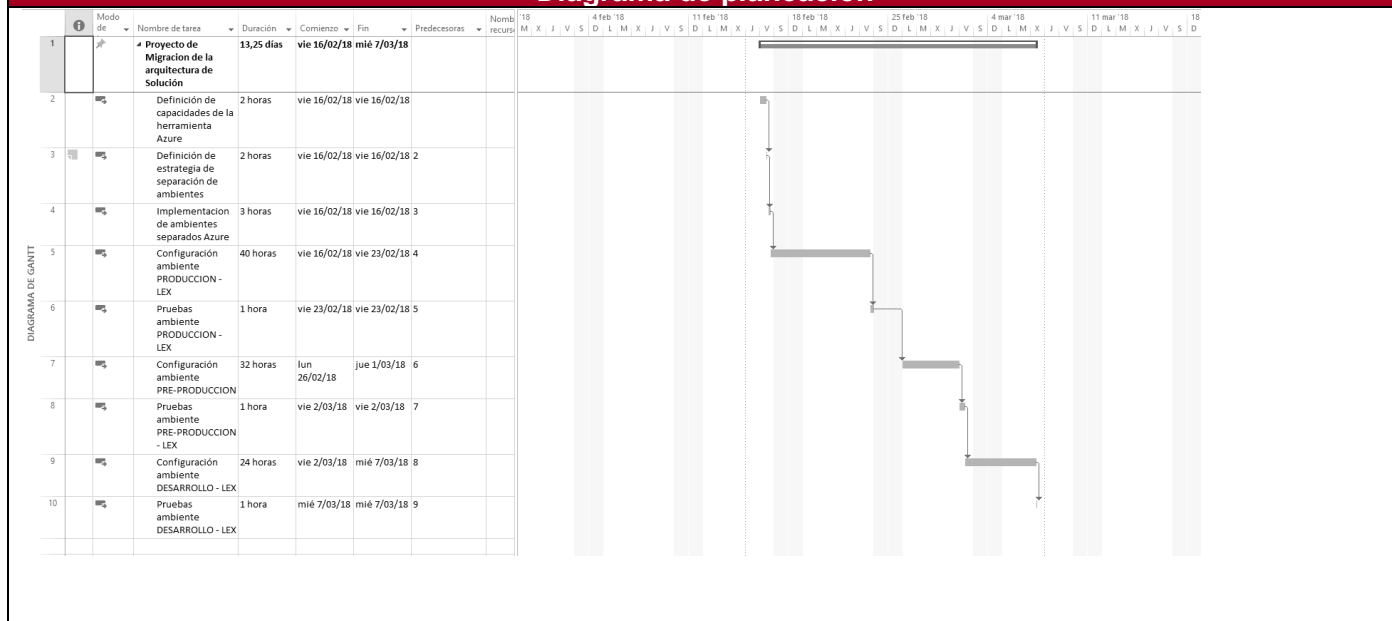 Diagrama de planeación
Modo de
Nombre de tarea
Duración
Comienzo
Fin
Predecesoras
Nomb
recurs
'18
4 feb '18
11 feb '18
18 feb '18
25 feb '18
4 mar '18
11 mar '18
18
M X J V S D L M X J V S D L M X J V S D L M X J V S D L M X J V S D L M X J V S D L M X J V S D
DIAGRAMA DE GANTT
1
Proyecto de
Migracion de la
arquitectura de
Solución
13,25 días
vie 16/02/18
mié 7/03/18
2
Definición de
capacidades de la
herramienta
Azure
2 horas
vie 16/02/18
vie 16/02/18
3
Definición de
estrategia de
separación de
ambientes
2 horas
vie 16/02/18
vie 16/02/18
2
4
Implementacion
de ambientes
separados Azure
3 horas
vie 16/02/18
vie 16/02/18
3
5
Configuración
ambiente
PRODUCCION -
LEX
40 horas
vie 16/02/18
vie 23/02/18
4
6
Pruebas
ambiente
PRODUCCION -
LEX
1 hora
vie 23/02/18
vie 23/02/18
5
7
Configuración
ambiente
PRE-PRODUCCION
32 horas
lun
26/02/18
jue 1/03/18
6
8
Pruebas
ambiente
PRE-PRODUCCION
- LEX
1 hora
vie 2/03/18
vie 2/03/18
7
9
Configuración
ambiente
DESARROLLO - LEX
24 horas
vie 2/03/18
mié 7/03/18
8
10
Pruebas
ambiente
DESARROLLO - LEX
1 hora
mié 7/03/18
mié 7/03/18
9